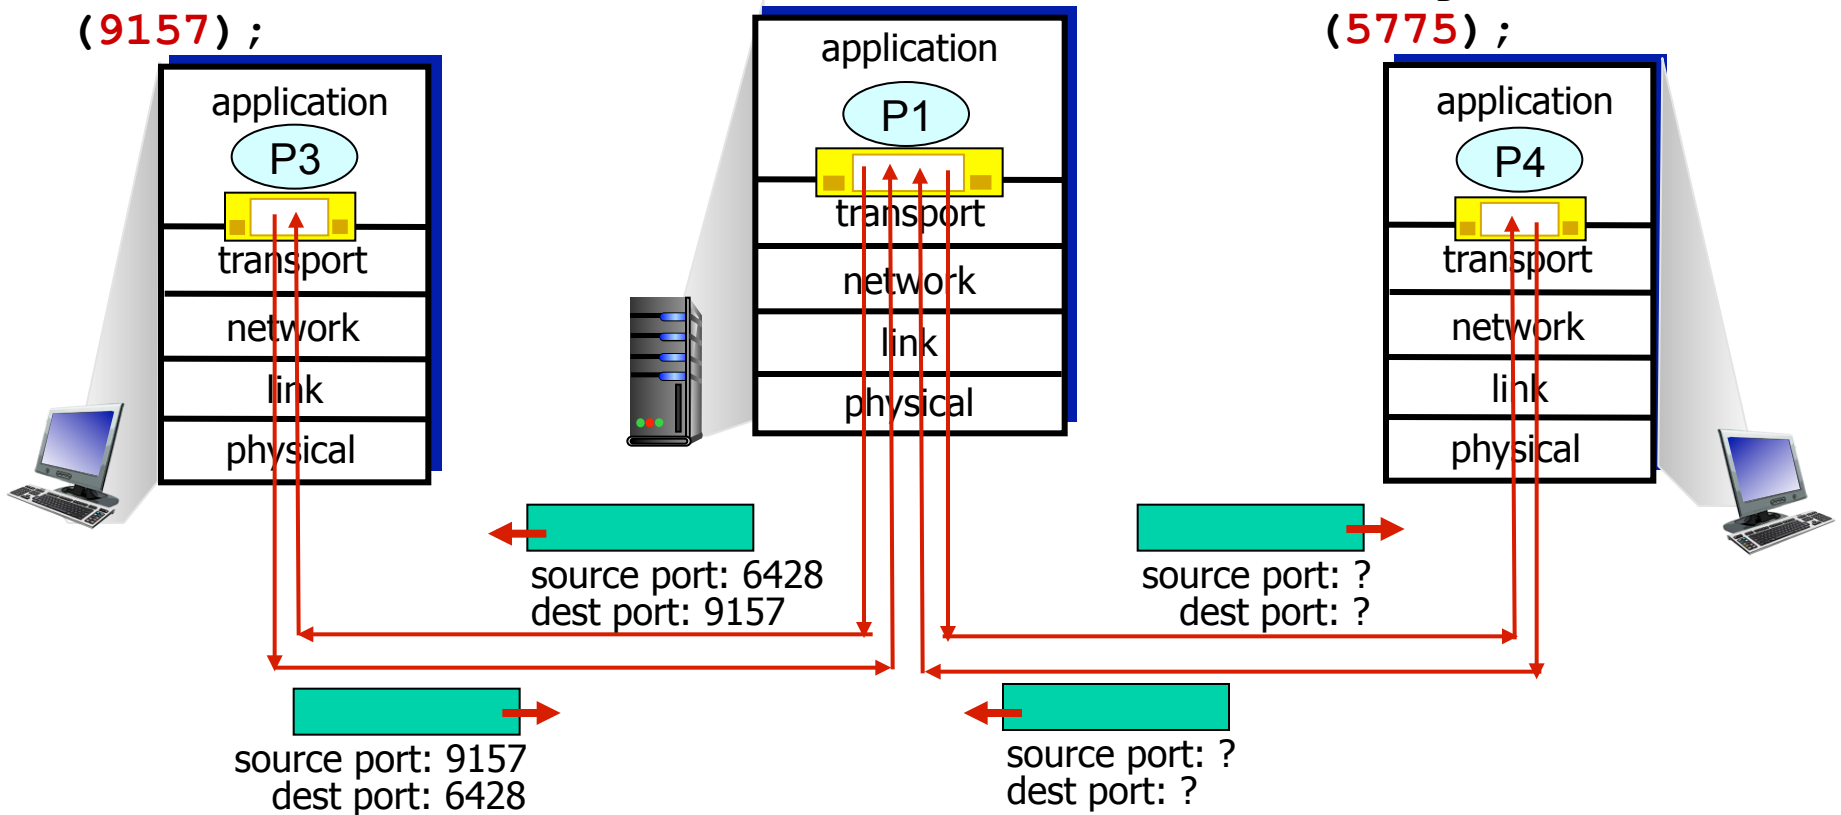 (9157);
(5775);
application
P3
transport
network
link
physical
application
P1
transport
network
link
physical
application
P4
transport
network
link
physical
source port: 6428
dest port: 9157
source port: ?
dest port: ?
source port: 9157
dest port: 6428
source port: ?
dest port: ?